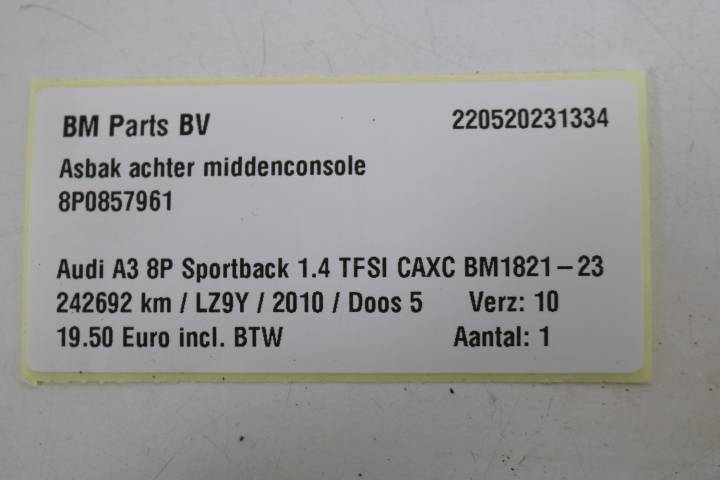 BM Parts BV 220520231334
Asbak achter middenconsole
8P0857961
Audi A3 8P Sportback 1.4 TFSI CAXC BM1821-23
242692 km / LZ9Y / 2010 / Doos 5 Verz: 10
19.50 Euro incl. BTW Aantal: 1